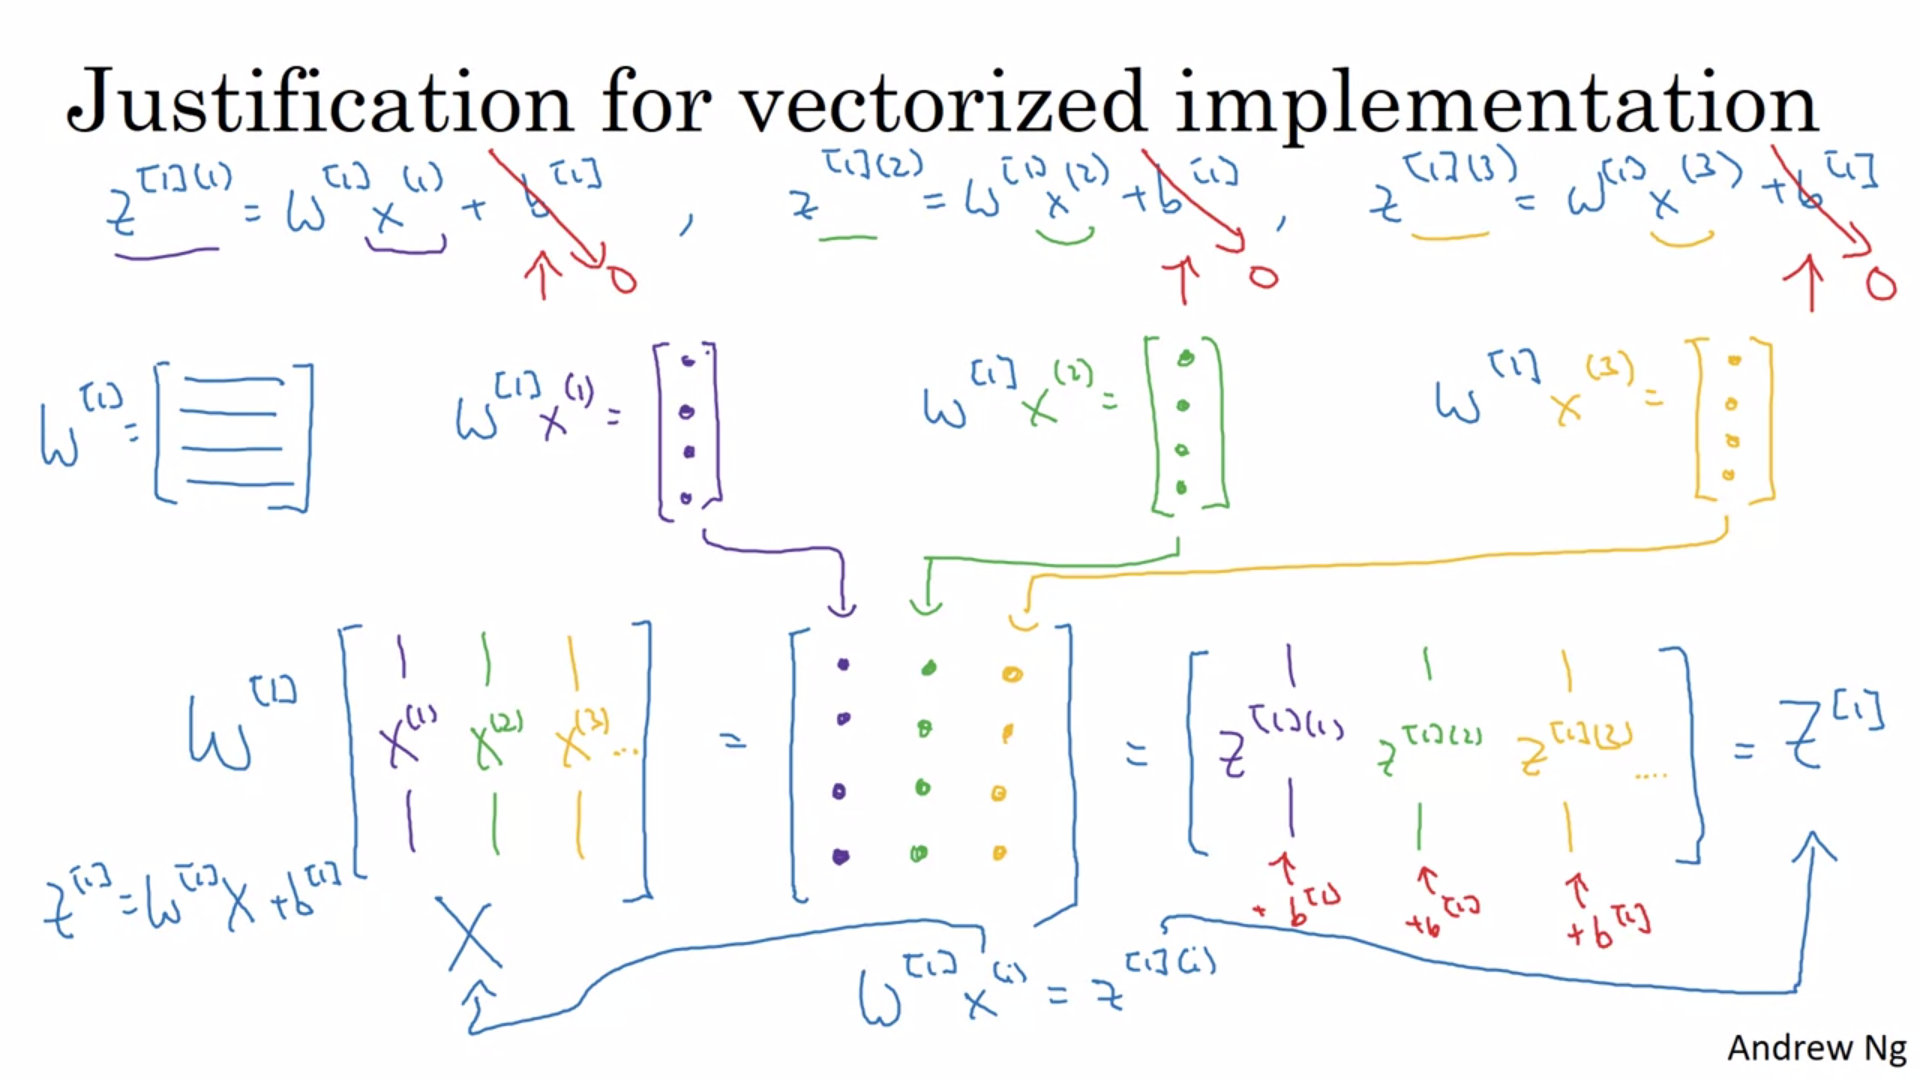 Justification for vectorized implementation
z^[1](1) = W^[1] x^(1) + b^[1] , z^[1](2) = W^[1] x^(2) + b^[1] , z^[1](3) = W^[1] x^(3) + b^[1]
↑ 0 ↑ 0 ↑ 0
W^[1] = [ ] W^[1] x^(1) = [ ] W^[1] x^(2) = [ ] W^[1] x^(3) = [ ]
W^[1] [ x^(1) x^(2) x^(3) ... ] = [ ] = [ z^[1](1) z^[1](2) z^[1](3) .... ] = Z^[1]
+ b^[1] + b^[1] + b^[1]
z^[1] = W^[1] X + b^[1]
X
W^[1] x^(i) = z^[1](i)
Andrew Ng